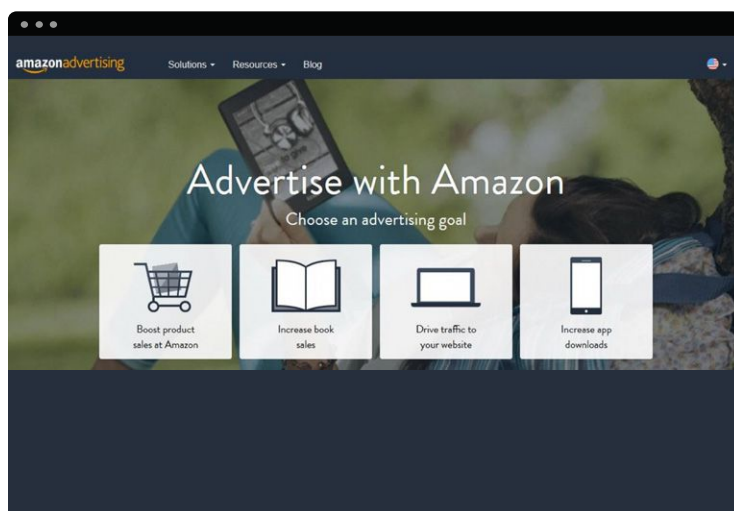 amazonadvertising
Solutions
Resources
Blog
Advertise with Amazon
Choose an advertising goal
Boost product
sales at Amazon
Increase book
sales
Drive traffic to
your website
Increase app
downloads